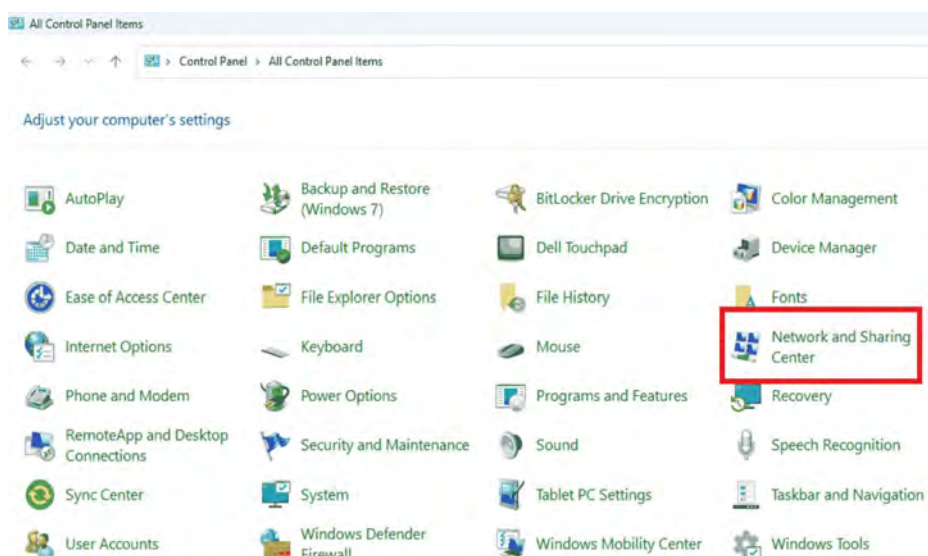 All Control Panel Items
Control Panel > All Control Panel Items
Adjust your computer's settings
AutoPlay
Backup and Restore
(Windows 7)
BitLocker Drive Encryption
Color Management
Date and Time
Default Programs
Dell Touchpad
Device Manager
Ease of Access Center
File Explorer Options
File History
Fonts
Internet Options
Keyboard
Mouse
Network and Sharing
Center
Phone and Modem
Power Options
Programs and Features
Recovery
RemoteApp and Desktop
Connections
Security and Maintenance
Sound
Speech Recognition
Sync Center
System
Tablet PC Settings
Taskbar and Navigation
User Accounts
Windows Defender
Firewall
Windows Mobility Center
Windows Tools